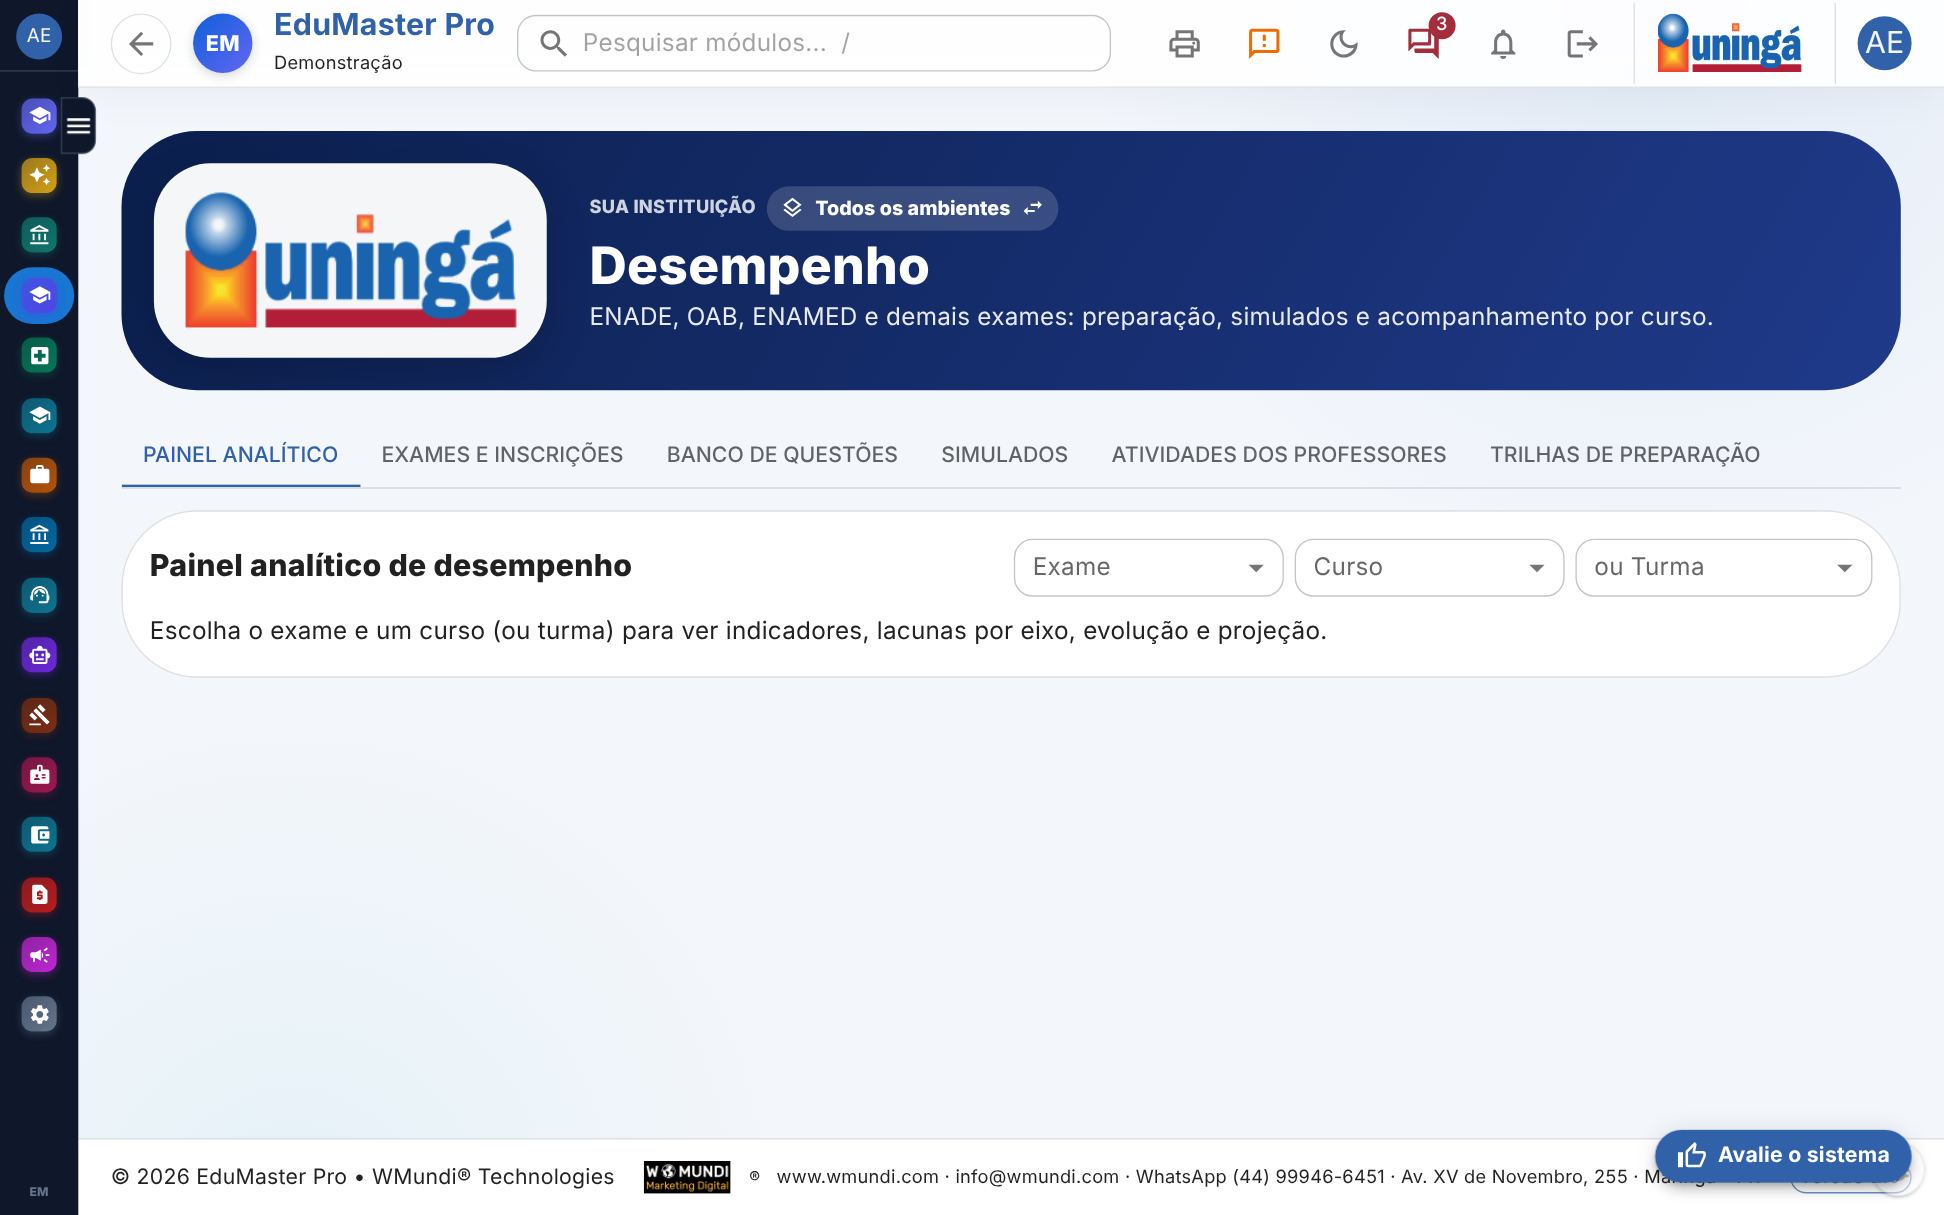 AE
EM
EduMaster Pro
Demonstração
Pesquisar módulos... /
3
uningá
AE
uningá
SUA INSTITUIÇÃO
Todos os ambientes
Desempenho
ENADE, OAB, ENAMED e demais exames: preparação, simulados e acompanhamento por curso.
PAINEL ANALÍTICO
EXAMES E INSCRIÇÕES
BANCO DE QUESTÕES
SIMULADOS
ATIVIDADES DOS PROFESSORES
TRILHAS DE PREPARAÇÃO
Painel analítico de desempenho
Exame
Curso
ou Turma
Escolha o exame e um curso (ou turma) para ver indicadores, lacunas por eixo, evolução e projeção.
EM
© 2026 EduMaster Pro • WMundi® Technologies
WOMUNDI
Marketing Digital
® www.wmundi.com · info@wmundi.com · WhatsApp (44) 99946-6451 · Av. XV de Novembro, 255 ·
Avalie o sistema